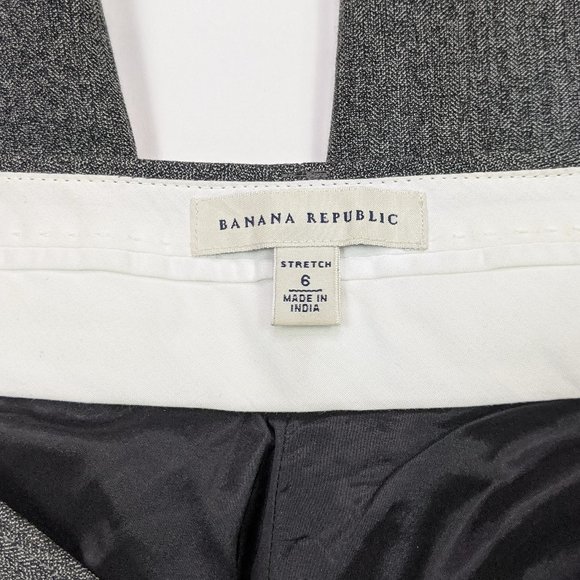 BANANA REPUBLIC
STRETCH
6
MADE IN
INDIA